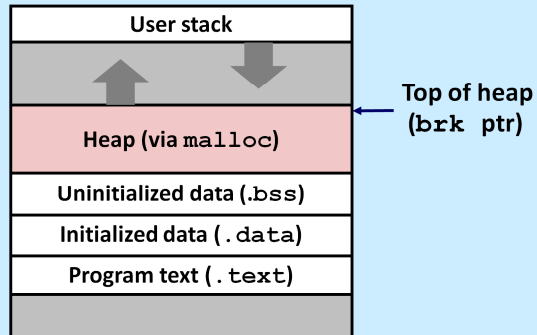 User stack
Top of heap
(brk ptr)
Heap (via malloc)
Uninitialized data (.bss)
Initialized data (.data)
Program text (.text)